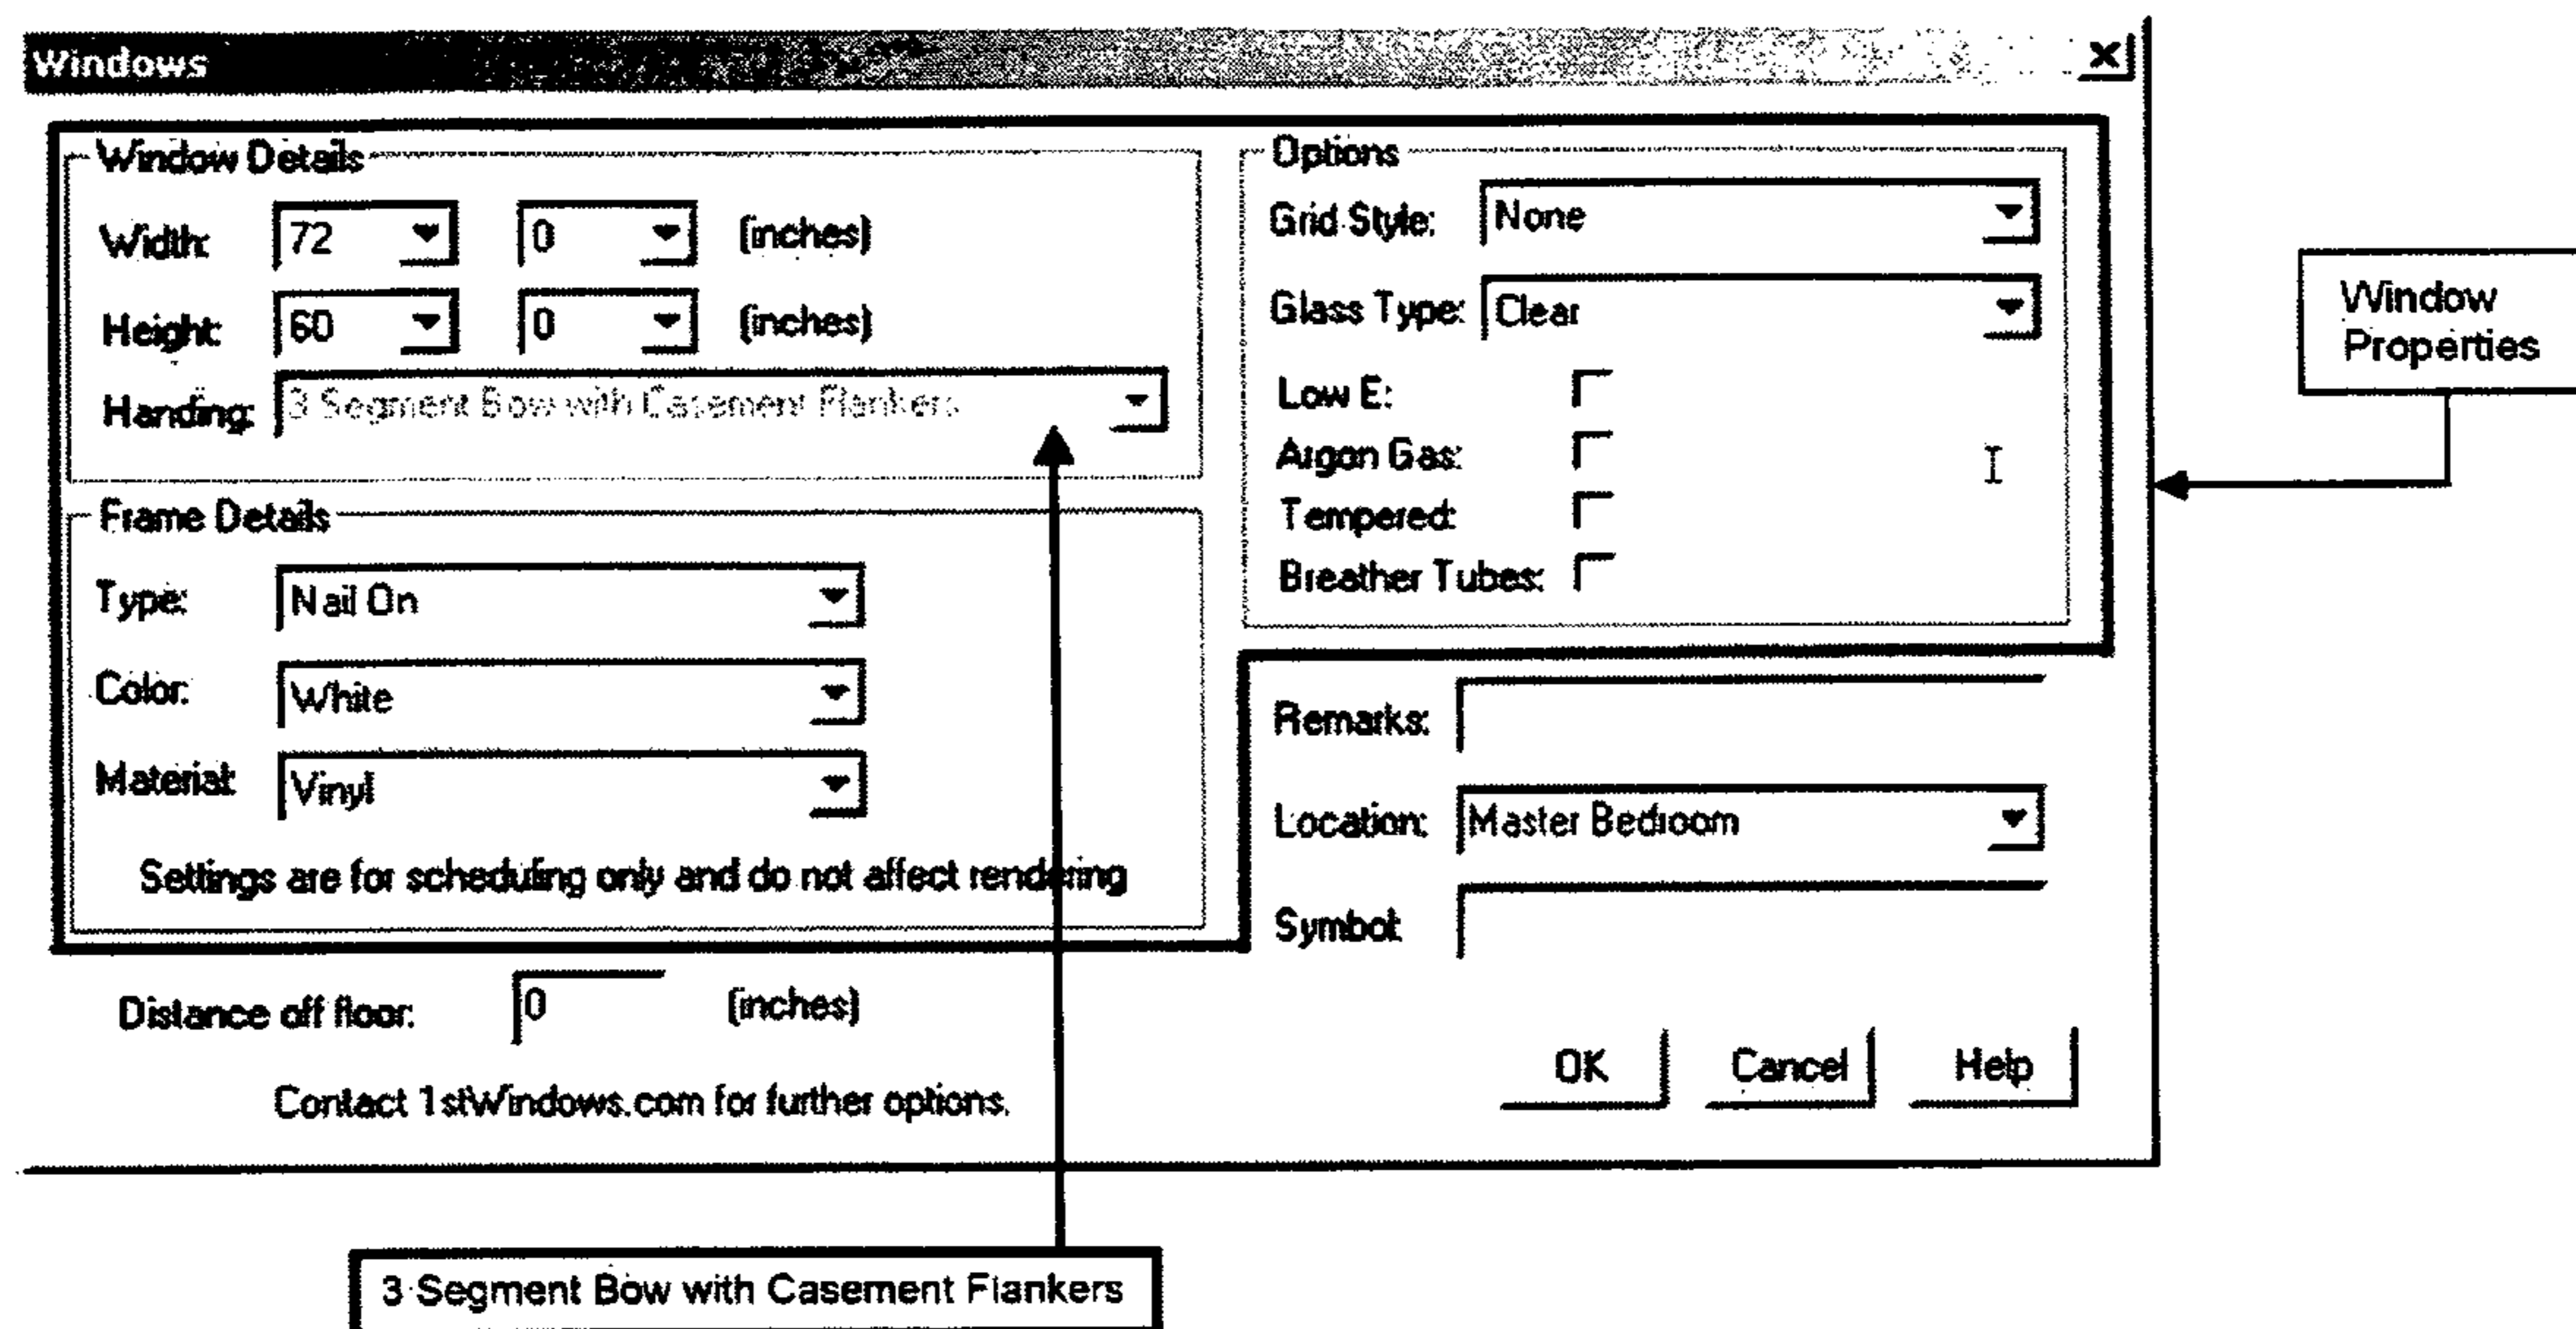 Windows
Window Details
Width: 72 0 (inches)
Height: 60 0 (inches)
Handing: 3 Segment Bow with Casement Flankers
Frame Details
Type: Nail On
Color: White
Material: Vinyl
Settings are for scheduling only and do not affect rendering
Distance off floor: 0 (inches)
Contact 1stWindows.com for further options.
Options
Grid Style: None
Glass Type: Clear
Low E:
Argon Gas:
Tempered:
Breather Tubes:
Remarks:
Location: Master Bedroom
Symbol:
OK Cancel Help
Window
Properties
3 Segment Bow with Casement Flankers